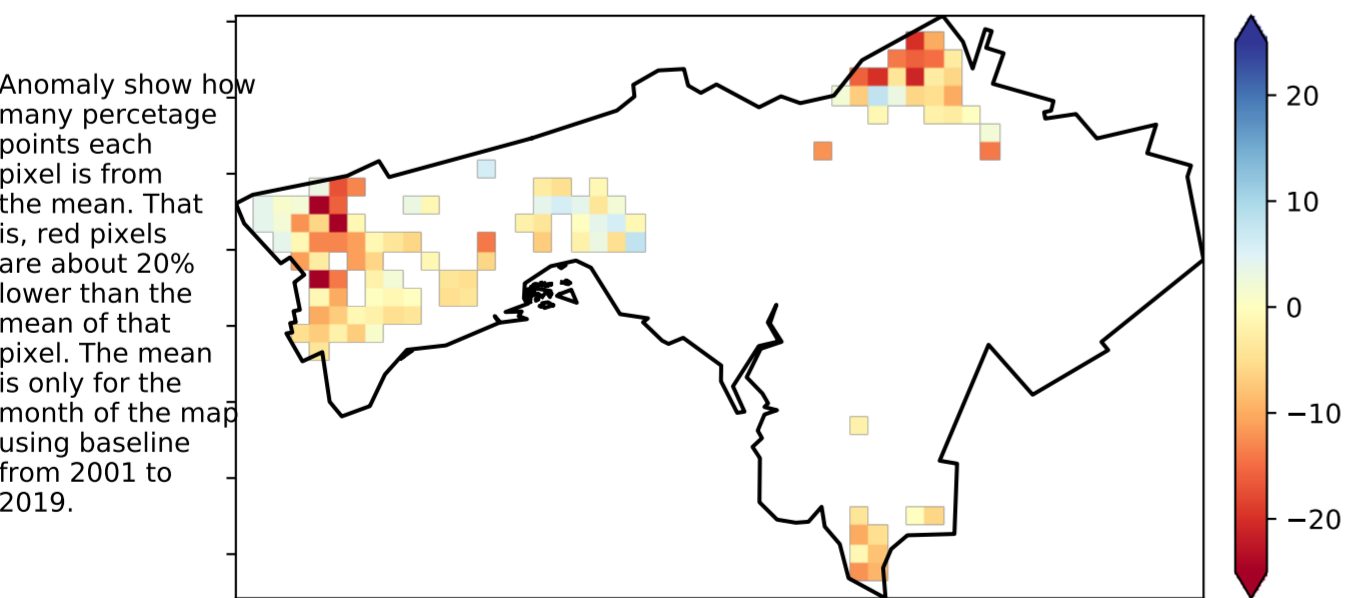 Anomaly show how
many percetage
points each
pixel is from
the mean. That
is, red pixels
are about 20%
lower than the
mean of that
pixel. The mean
is only for the
month of the map
using baseline
from 2001 to
2019.
20
10
0
−10
−20